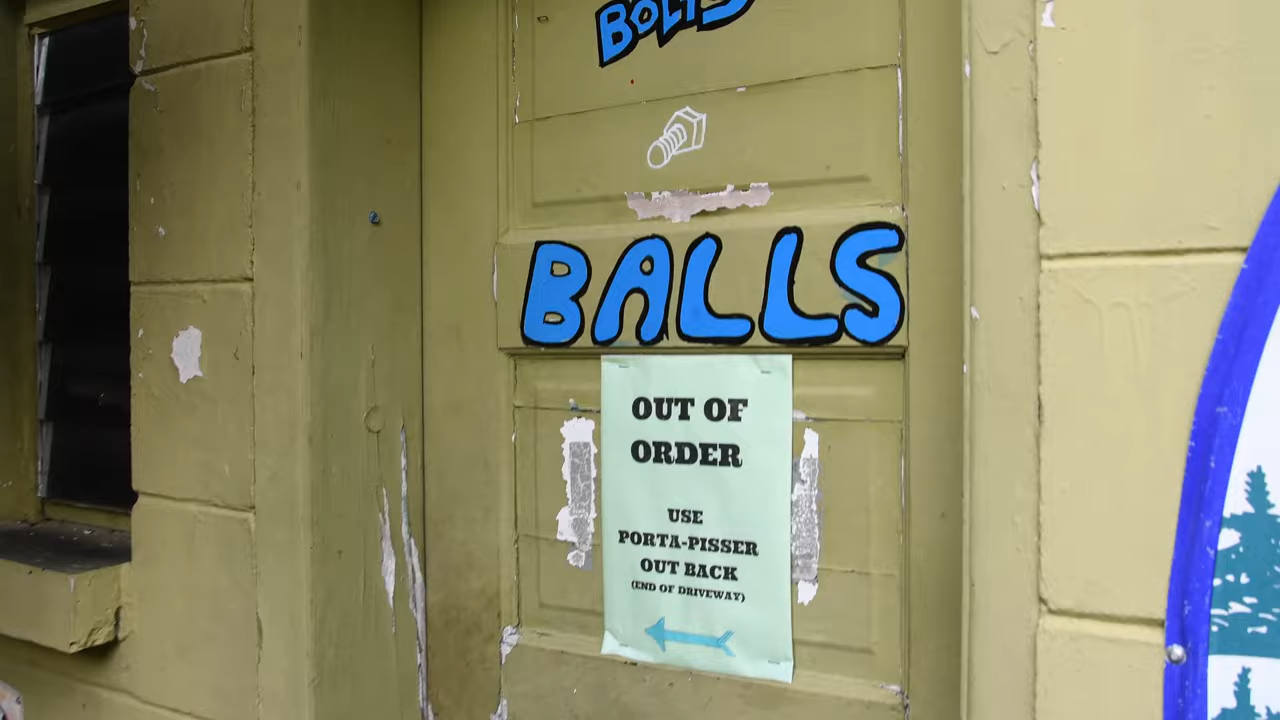 BOLTS
BALLS
OUT OF
ORDER
USE
PORTA-PISSER
OUT BACK
(END OF DRIVEWAY)